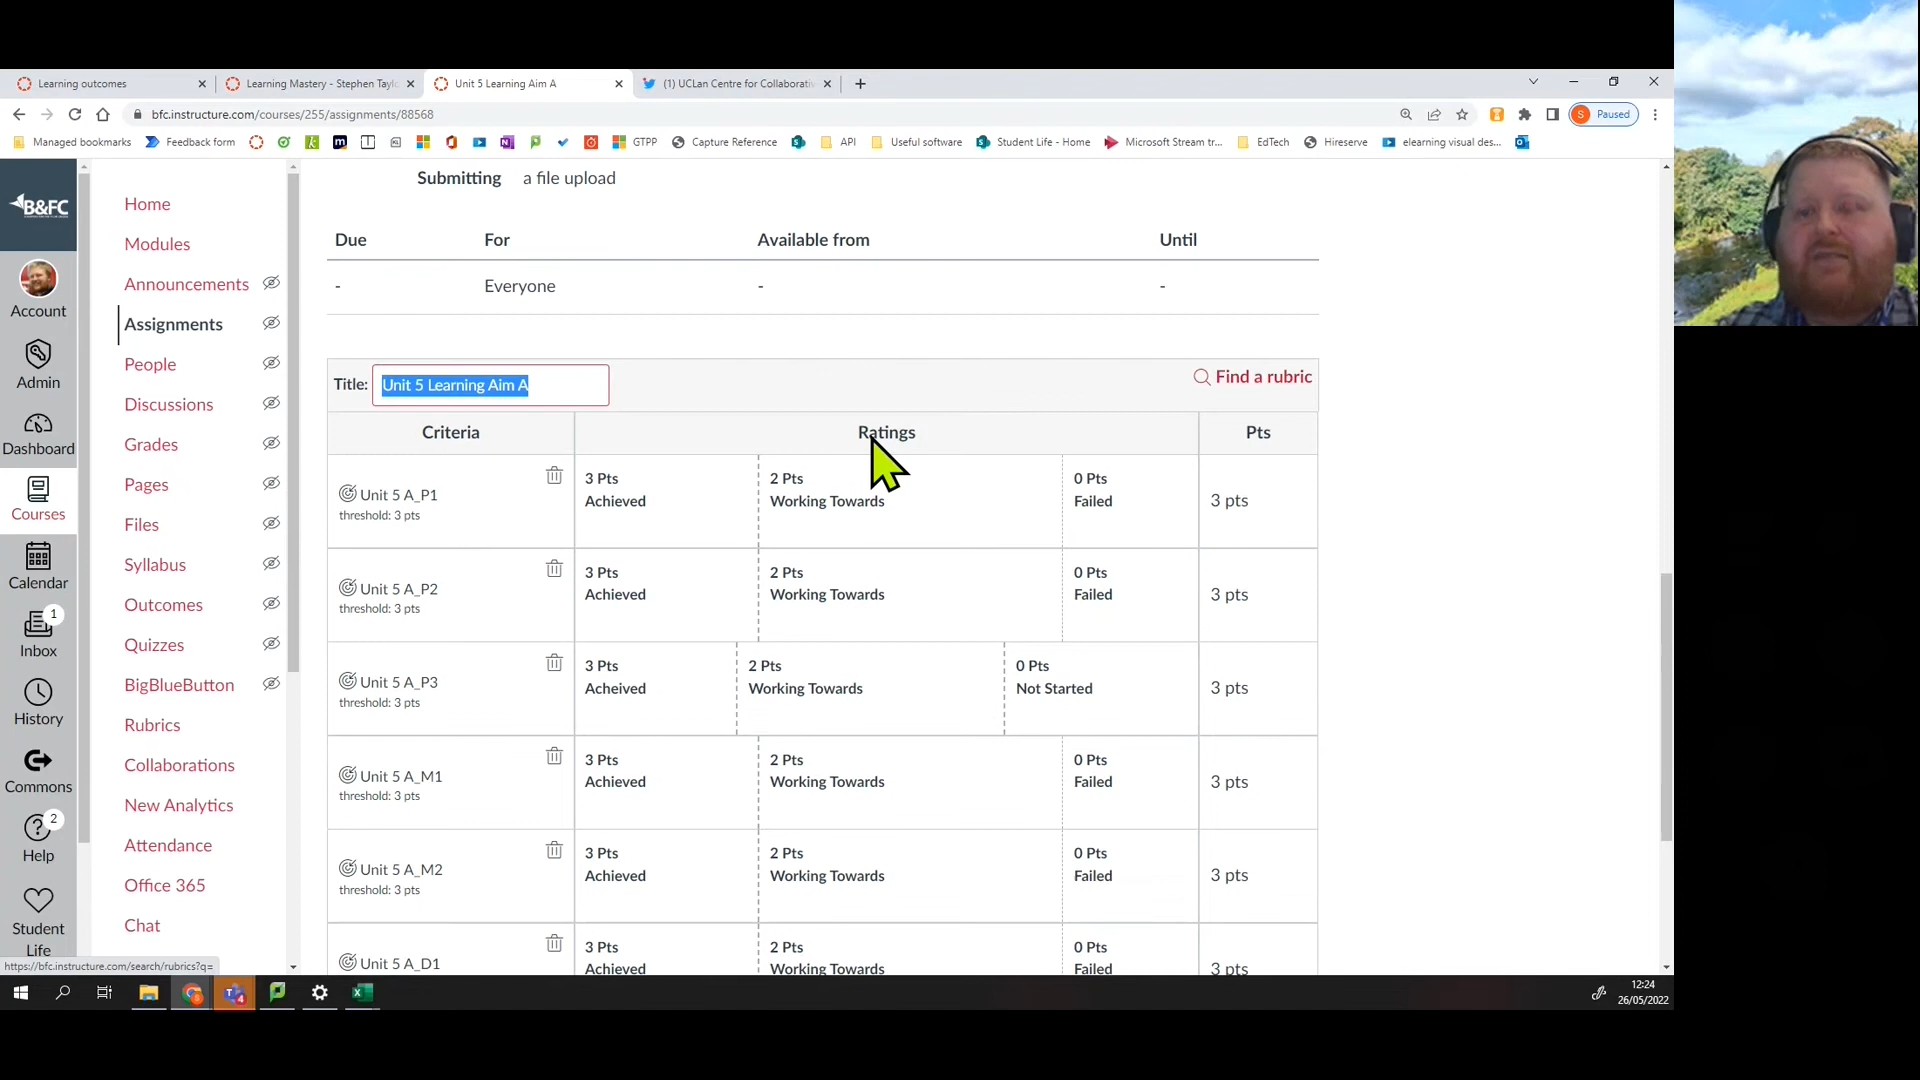 Learning outcomes
Learning Mastery - Stephen Taylo
Unit 5 Learning Aim A
(1) UCLan Centre for Collaborativ
bfc.instructure.com/courses/255/assignments/88568
S Paused
Managed bookmarks
Feedback form
GTPP
Capture Reference
API
Useful software
Student Life - Home
Microsoft Stream tr...
EdTech
Hireserve
elearning visual des...
B&FC
Account
Admin
Dashboard
Courses
Calendar
1
Inbox
History
Commons
2
Help
Student
Life
Home
Modules
Announcements
Assignments
People
Discussions
Grades
Pages
Files
Syllabus
Outcomes
Quizzes
BigBlueButton
Rubrics
Collaborations
New Analytics
Attendance
Office 365
Chat
https://bfc.instructure.com/search/rubrics?q=
Submitting a file upload
Due For Available from Until
- Everyone - -
Title: Unit 5 Learning Aim A
Find a rubric
Criteria Ratings Pts
Unit 5 A_P1
threshold: 3 pts
3 Pts
Achieved
2 Pts
Working Towards
0 Pts
Failed
3 pts
Unit 5 A_P2
threshold: 3 pts
3 Pts
Achieved
2 Pts
Working Towards
0 Pts
Failed
3 pts
Unit 5 A_P3
threshold: 3 pts
3 Pts
Acheived
2 Pts
Working Towards
0 Pts
Not Started
3 pts
Unit 5 A_M1
threshold: 3 pts
3 Pts
Achieved
2 Pts
Working Towards
0 Pts
Failed
3 pts
Unit 5 A_M2
threshold: 3 pts
3 Pts
Achieved
2 Pts
Working Towards
0 Pts
Failed
3 pts
Unit 5 A_D1
3 Pts
Achieved
2 Pts
Working Towards
0 Pts
Failed
3 pts
12:24
26/05/2022